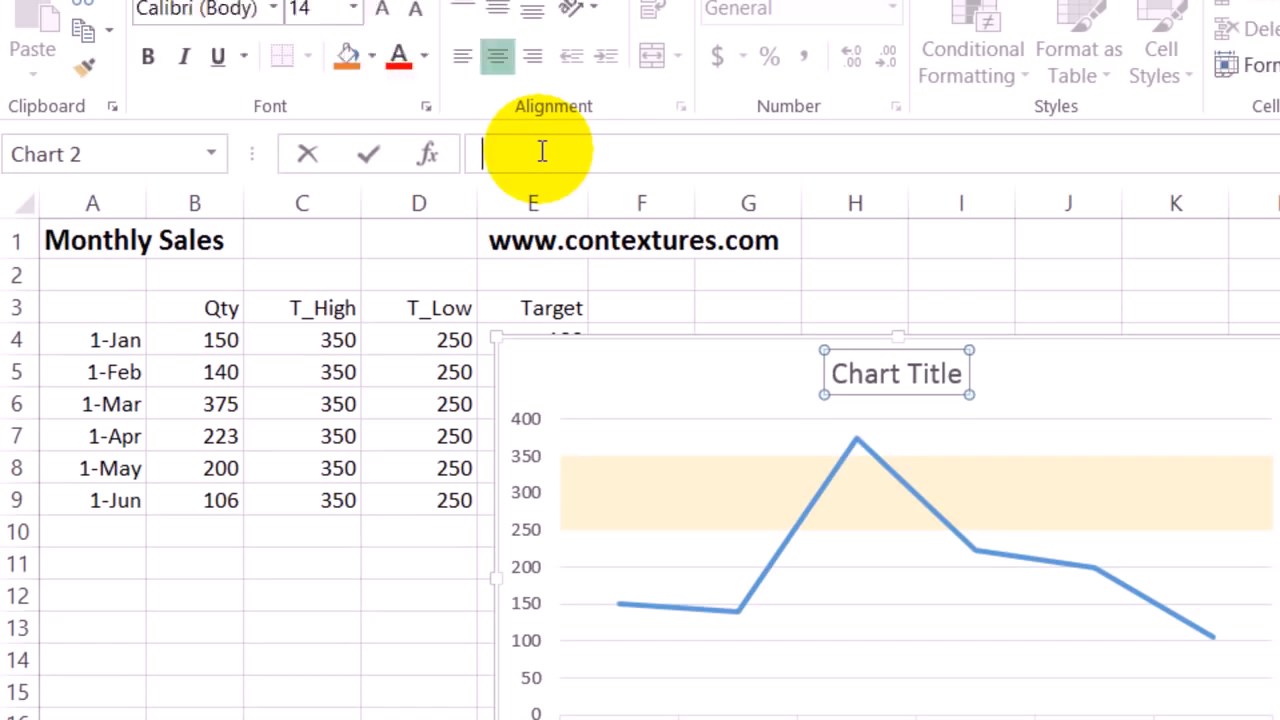 Calibri (Body) 14 A A General
Paste B I U A $ % , .0 .00 Conditional Formatting Format as Table Cell Styles Dele Form
Clipboard Font Alignment Number Styles Cell
Chart 2 fx
A B C D E F G H I J K
1 Monthly Sales www.contextures.com
2
3 Qty T_High T_Low Target
4 1-Jan 150 350 250
5 1-Feb 140 350 250
6 1-Mar 375 350 250
7 1-Apr 223 350 250
8 1-May 200 350 250
9 1-Jun 106 350 250
10
11
12
13
14
15
Chart Title
400
350
300
250
200
150
100
50
0